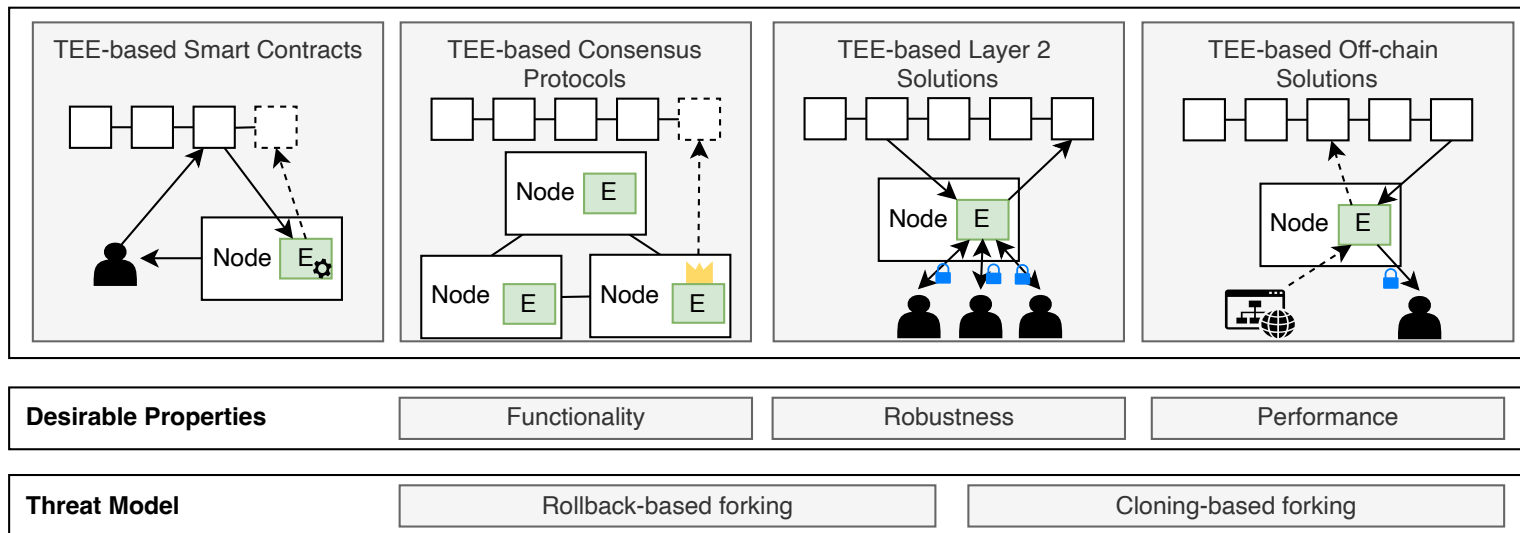 TEE-based Smart Contracts
Node
E
TEE-based Consensus
Protocols
Node
E
Node
E
Node
E
TEE-based Layer 2
Solutions
Node
E
TEE-based Off-chain
Solutions
Node
E
Desirable Properties
Functionality
Robustness
Performance
Threat Model
Rollback-based forking
Cloning-based forking